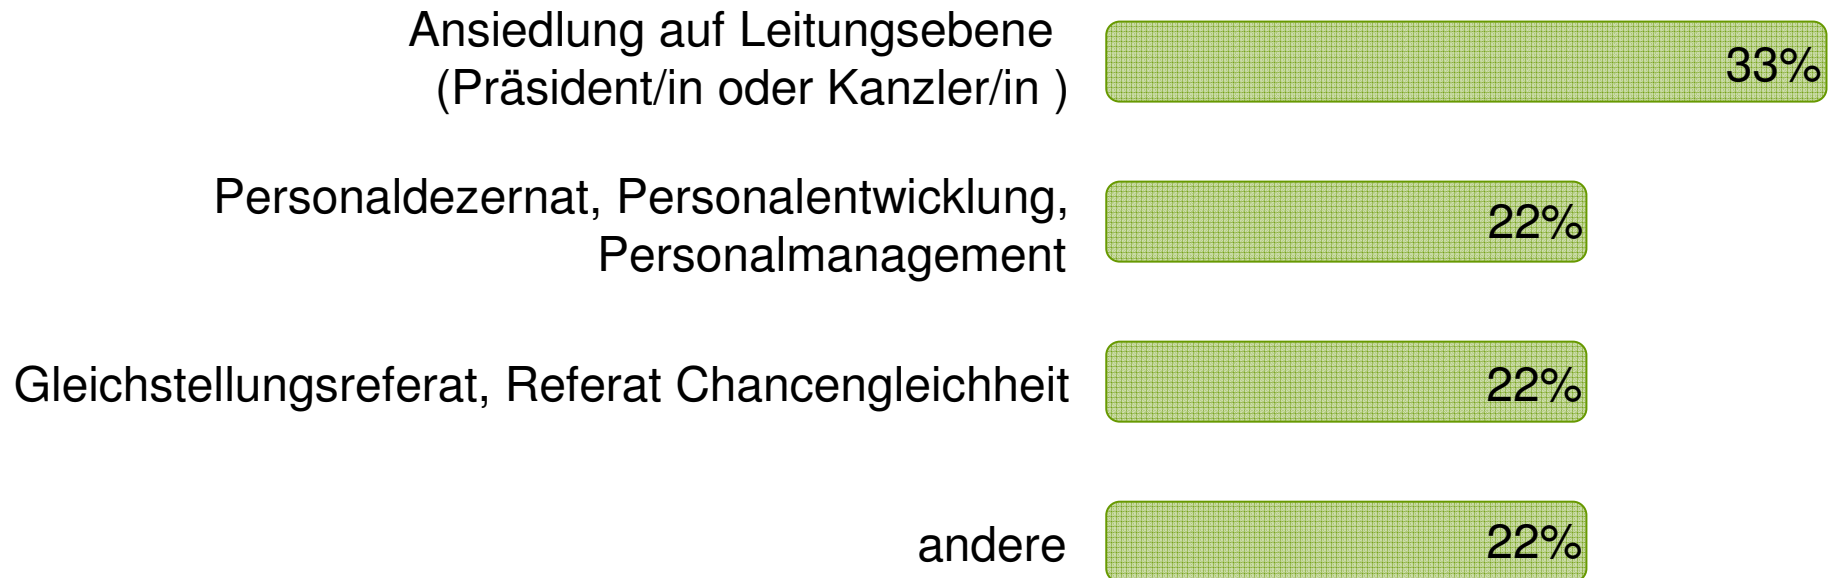 Ansiedlung auf Leitungsebene
(Präsident/in oder Kanzler/in )
33%
Personaldezernat, Personalentwicklung,
Personalmanagement
22%
Gleichstellungsreferat, Referat Chancengleichheit
22%
andere
22%